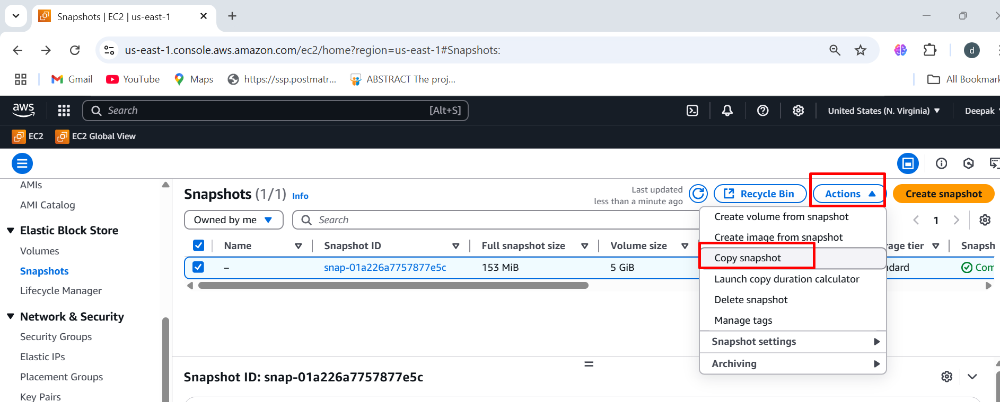 Snapshots | EC2 | us-east-1
us-east-1.console.aws.amazon.com/ec2/home?region=us-east-1#Snapshots:
d
Gmail
YouTube
Maps
https://ssp.postmatr...
ABSTRACT The proj...
All Bookmark
aws
Search
[Alt+S]
United States (N. Virginia)
Deepak
EC2
EC2 Global View
AMIs
AMI Catalog
Elastic Block Store
Volumes
Snapshots
Lifecycle Manager
Network & Security
Security Groups
Elastic IPs
Placement Groups
Key Pairs
Snapshots (1/1) Info
Last updated
less than a minute ago
Recycle Bin
Actions
Create snapshot
Owned by me
Search
1
Name
Snapshot ID
Full snapshot size
Volume size
rage tier
Snapsh
–
snap-01a226a7757877e5c
153 MiB
5 GiB
ndard
Com
Create volume from snapshot
Create image from snapshot
Copy snapshot
Launch copy duration calculator
Delete snapshot
Manage tags
Snapshot settings
Archiving
Snapshot ID: snap-01a226a7757877e5c